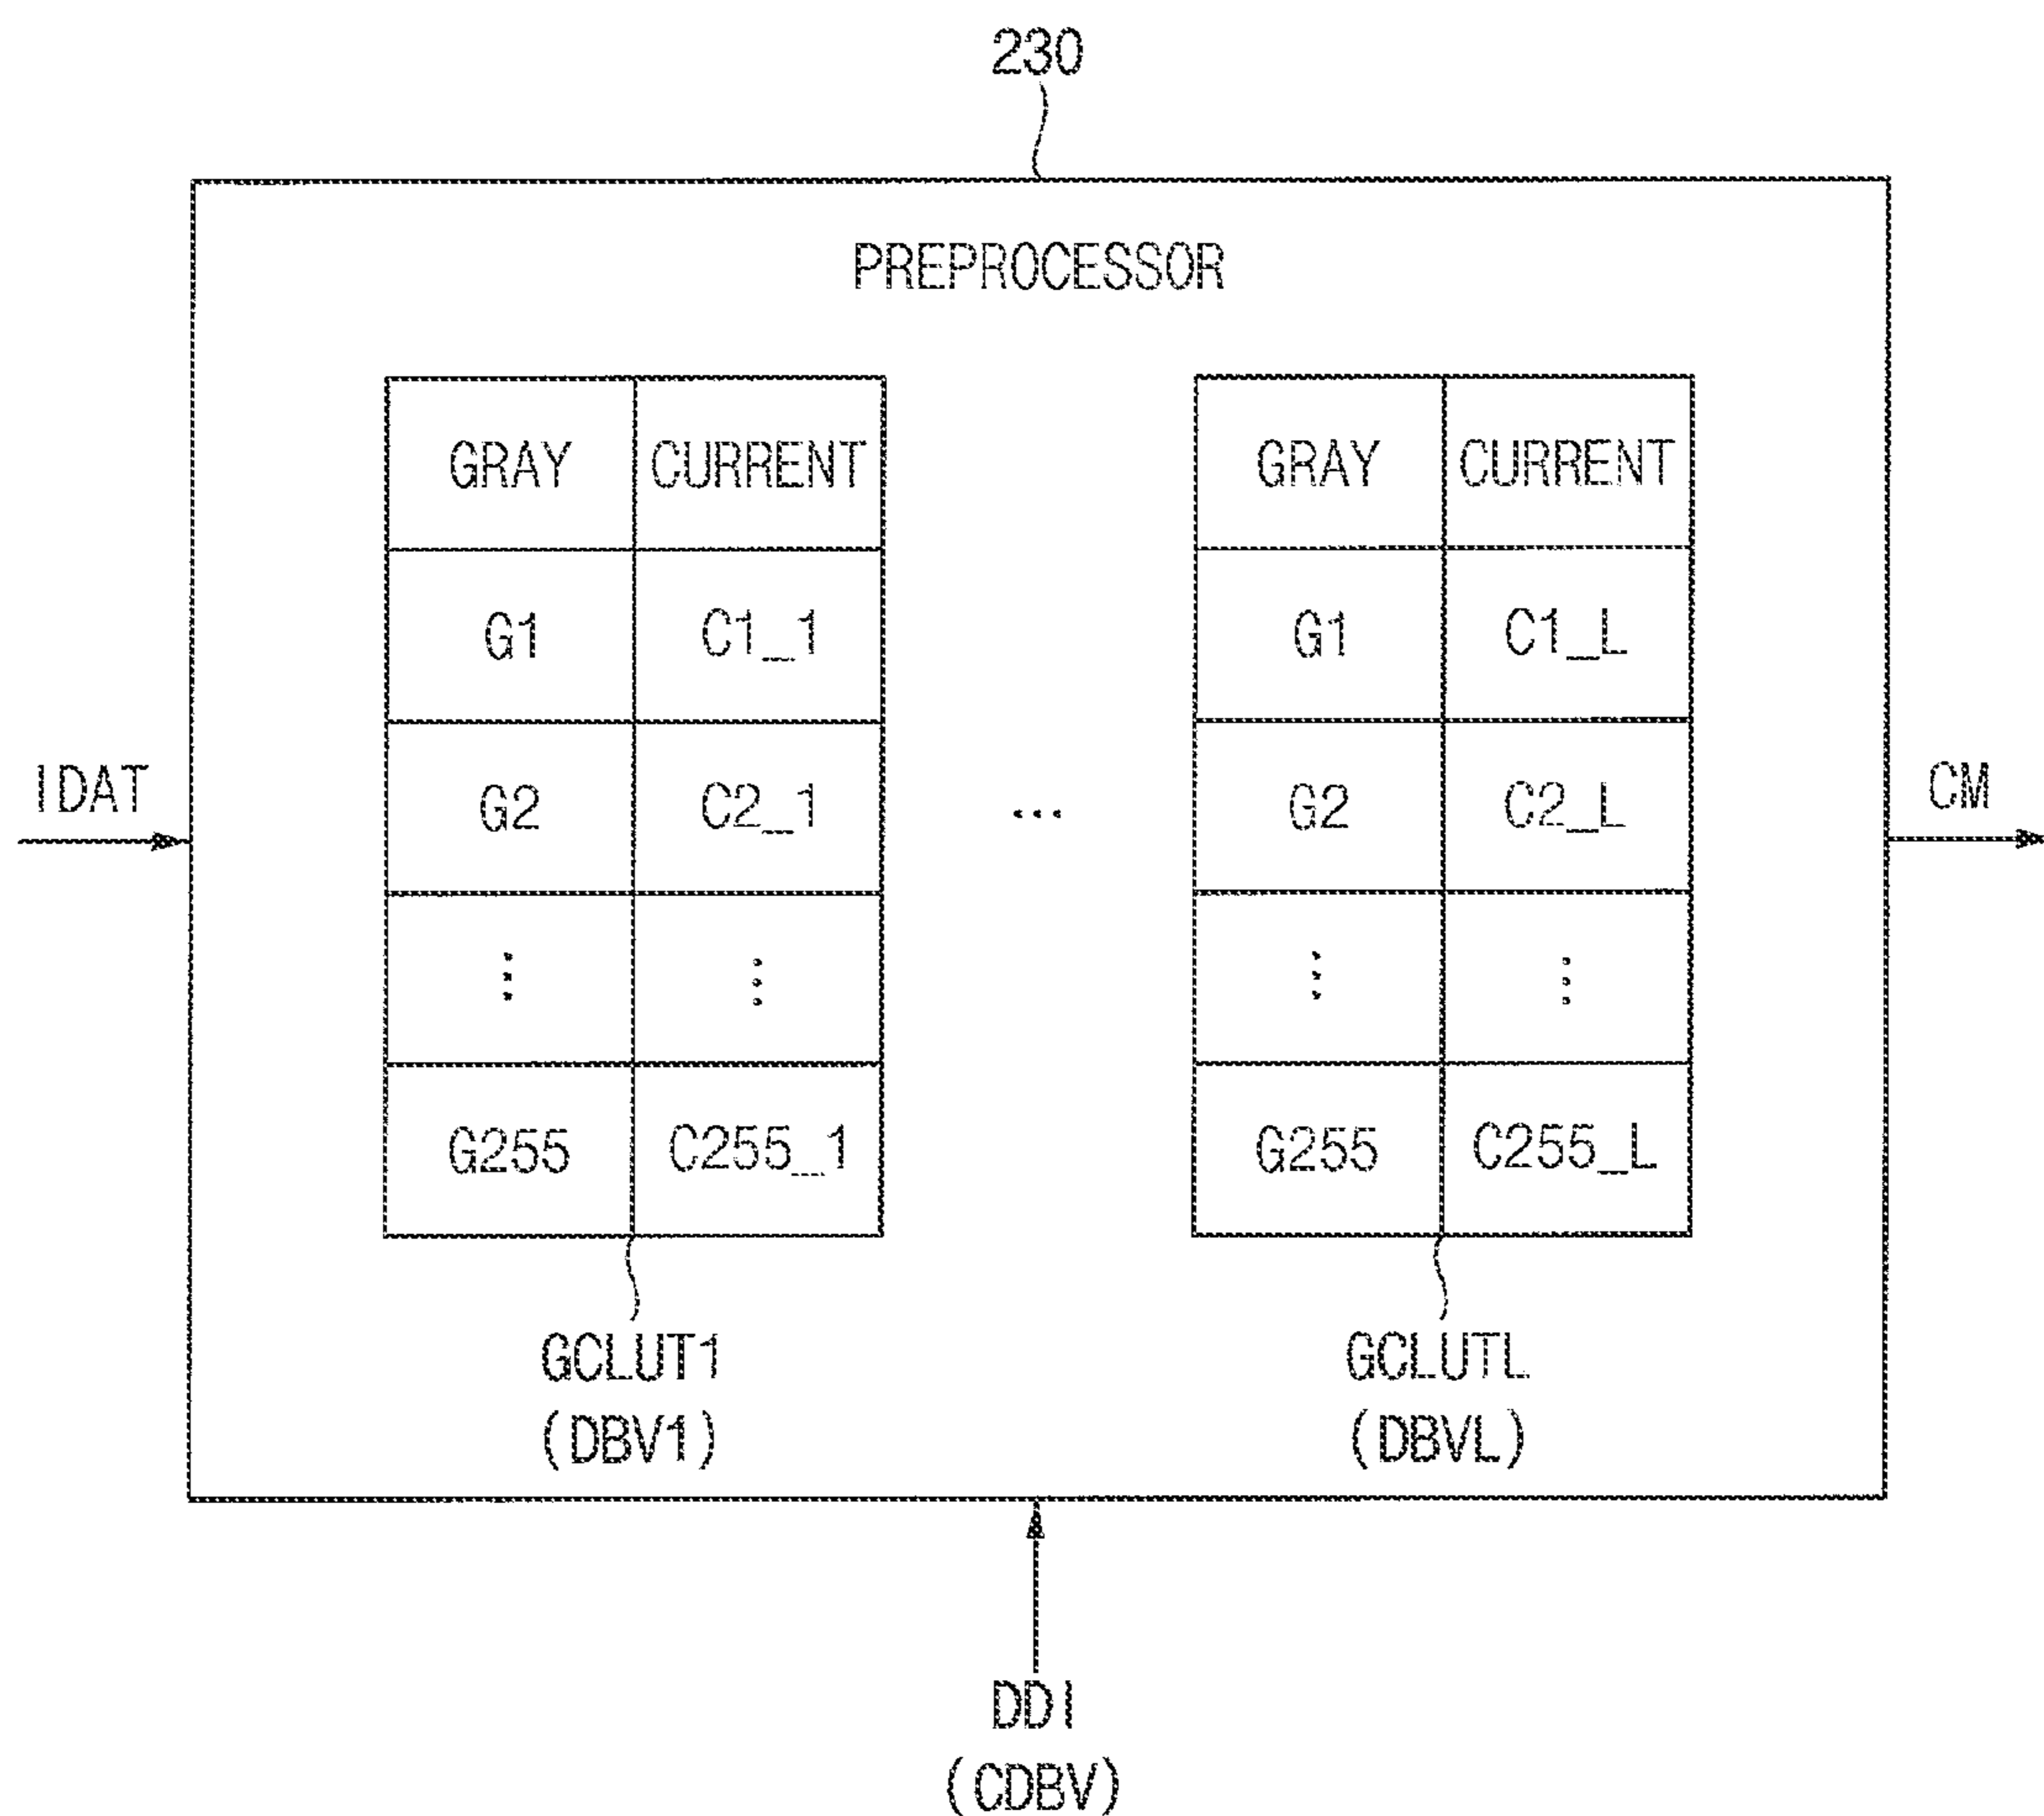 230
PREPROCESSOR
GRAY CURRENT
G1 C1_1
G2 C2_1
⋮ ⋮
G255 C255_1
GCLUT1
(DBV1)
...
GRAY CURRENT
G1 C1_L
G2 C2_L
⋮ ⋮
G255 C255_L
GCLUTL
(DBVL)
IDAT
CM
DDI
(CDBV)